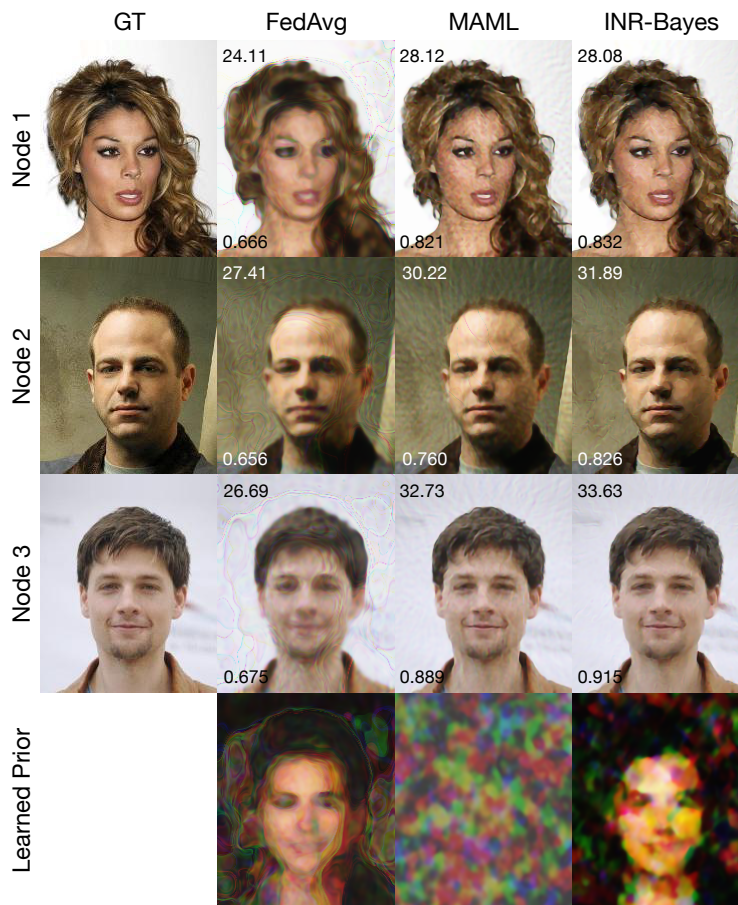 GT FedAvg MAML INR-Bayes
Node 1
24.11 28.12 28.08
0.666 0.821 0.832
Node 2
27.41 30.22 31.89
0.656 0.760 0.826
Node 3
26.69 32.73 33.63
0.675 0.889 0.915
Learned Prior